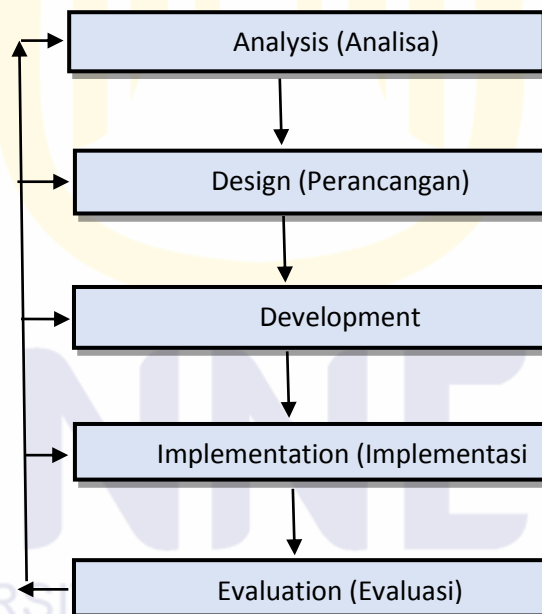 Analysis (Analisa)
Design (Perancangan)
Development
Implementation (Implementasi
Evaluation (Evaluasi)